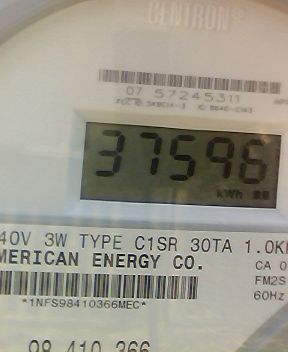 CENTRON®
07 57245311
37596
kWh
40V 3W TYPE C1SR 30TA 1.0K
MERICAN ENERGY CO.
CA 0
FM2S
60Hz
*1NFS98410366MEC*
98 410 366